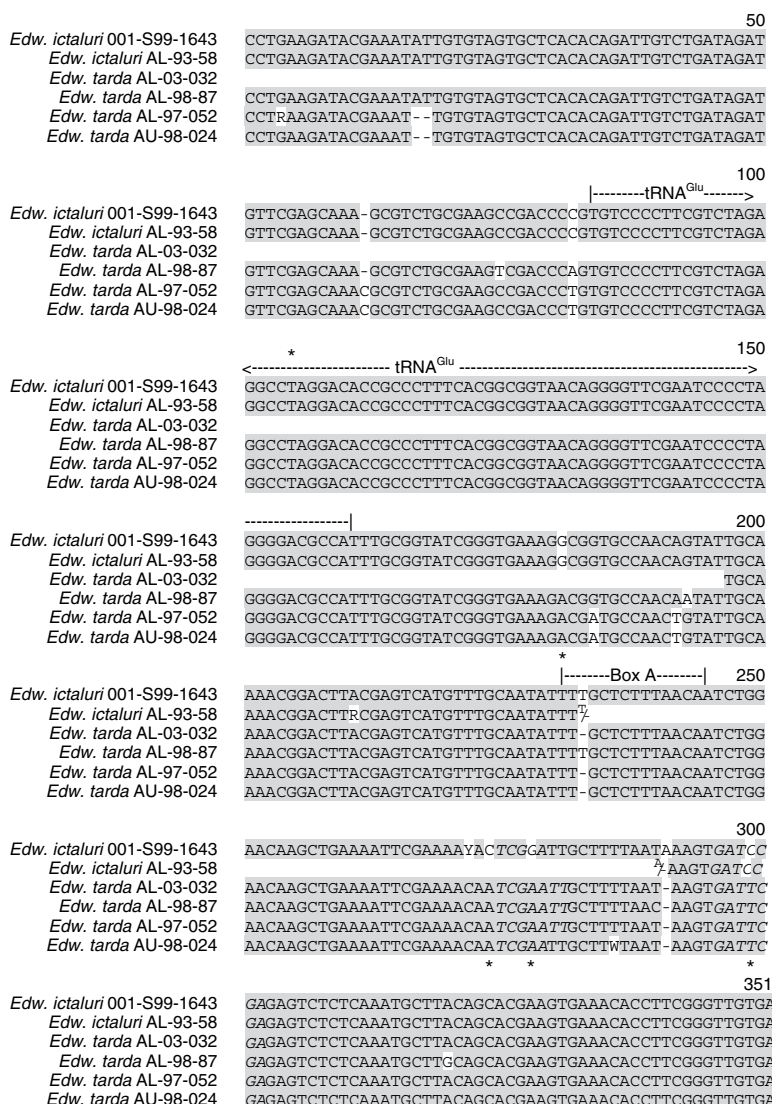 50
Edw. ictaluri 001-S99-1643 CCTGAAGATACGAAATATTGTGTAGTGCTCACACAGATTGTCTGATAGAT
Edw. ictaluri AL-93-58 CCTGAAGATACGAAATATTGTGTAGTGCTCACACAGATTGTCTGATAGAT
Edw. tarda AL-03-032
Edw. tarda AL-98-87 CCTGAAGATACGAAATATTGTGTAGTGCTCACACAGATTGTCTGATAGAT
Edw. tarda AL-97-052 CCTRAAGATACGAAAT--TGTGTAGTGCTCACACAGATTGTCTGATAGAT
Edw. tarda AU-98-024 CCTGAAGATACGAAAT--TGTGTAGTGCTCACACAGATTGTCTGATAGAT
100
|---------tRNAGlu------->
Edw. ictaluri 001-S99-1643 GTTCGAGCAAA-GCGTCTGCGAAGCCGACCCCGTGTCCCCTTCGTCTAGA
Edw. ictaluri AL-93-58 GTTCGAGCAAA-GCGTCTGCGAAGCCGACCCCGTGTCCCCTTCGTCTAGA
Edw. tarda AL-03-032
Edw. tarda AL-98-87 GTTCGAGCAAA-GCGTCTGCGAAGTCGACCCAGTGTCCCCTTCGTCTAGA
Edw. tarda AL-97-052 GTTCGAGCAAACGCGTCTGCGAAGCCGACCCTGTGTCCCCTTCGTCTAGA
Edw. tarda AU-98-024 GTTCGAGCAAACGCGTCTGCGAAGCCGACCCTGTGTCCCCTTCGTCTAGA
150
*
<----------------------- tRNAGlu ----------------------------------------------->
Edw. ictaluri 001-S99-1643 GGCCTAGGACACCGCCCTTTCACGGCGGTAACAGGGGTTCGAATCCCCTA
Edw. ictaluri AL-93-58 GGCCTAGGACACCGCCCTTTCACGGCGGTAACAGGGGTTCGAATCCCCTA
Edw. tarda AL-03-032
Edw. tarda AL-98-87 GGCCTAGGACACCGCCCTTTCACGGCGGTAACAGGGGTTCGAATCCCCTA
Edw. tarda AL-97-052 GGCCTAGGACACCGCCCTTTCACGGCGGTAACAGGGGTTCGAATCCCCTA
Edw. tarda AU-98-024 GGCCTAGGACACCGCCCTTTCACGGCGGTAACAGGGGTTCGAATCCCCTA
------------------| 200
Edw. ictaluri 001-S99-1643 GGGGACGCCATTTGCGGTATCGGGTGAAAGGCGGTGCCAACAGTATTGCA
Edw. ictaluri AL-93-58 GGGGACGCCATTTGCGGTATCGGGTGAAAGGCGGTGCCAACAGTATTGCA
Edw. tarda AL-03-032 TGCA
Edw. tarda AL-98-87 GGGGACGCCATTTGCGGTATCGGGTGAAAGACGGTGCCAACAATATTGCA
Edw. tarda AL-97-052 GGGGACGCCATTTGCGGTATCGGGTGAAAGACGATGCCAACTGTATTGCA
Edw. tarda AU-98-024 GGGGACGCCATTTGCGGTATCGGGTGAAAGACGATGCCAACTGTATTGCA
*
|--------Box A--------| 250
Edw. ictaluri 001-S99-1643 AAACGGACTTACGAGTCATGTTTGCAATATTTTGCTCTTTAACAATCTGG
Edw. ictaluri AL-93-58 AAACGGACTTRCGAGTCATGTTTGCAATATTTT/-
Edw. tarda AL-03-032 AAACGGACTTACGAGTCATGTTTGCAATATTT-GCTCTTTAACAATCTGG
Edw. tarda AL-98-87 AAACGGACTTACGAGTCATGTTTGCAATATTTTGCTCTTTAACAATCTGG
Edw. tarda AL-97-052 AAACGGACTTACGAGTCATGTTTGCAATATTT-GCTCTTTAACAATCTGG
Edw. tarda AU-98-024 AAACGGACTTACGAGTCATGTTTGCAATATTT-GCTCTTTAACAATCTGG
300
Edw. ictaluri 001-S99-1643 AACAAGCTGAAAATTCGAAAAYACTCGGATTGCTTTTAATAAAGTGATCC
Edw. ictaluri AL-93-58 A/-AAGTGATCC
Edw. tarda AL-03-032 AACAAGCTGAAAATTCGAAAACAATCGAATTGCTTTTAAT-AAGTGATTC
Edw. tarda AL-98-87 AACAAGCTGAAAATTCGAAAACAATCGAATTGCTTTTAAC-AAGTGATTC
Edw. tarda AL-97-052 AACAAGCTGAAAATTCGAAAACAATCGAATTGCTTTTAAT-AAGTGATTC
Edw. tarda AU-98-024 AACAAGCTGAAAATTCGAAAACAATCGAATTGCTTWTAAT-AAGTGATTC
* * *
351
Edw. ictaluri 001-S99-1643 GAGAGTCTCTCAAATGCTTACAGCACGAAGTGAAACACCTTCGGGTTGTGA
Edw. ictaluri AL-93-58 GAGAGTCTCTCAAATGCTTACAGCACGAAGTGAAACACCTTCGGGTTGTGA
Edw. tarda AL-03-032 GAGAGTCTCTCAAATGCTTACAGCACGAAGTGAAACACCTTCGGGTTGTGA
Edw. tarda AL-98-87 GAGAGTCTCTCAAATGCTTGCAGCACGAAGTGAAACACCTTCGGGTTGTGA
Edw. tarda AL-97-052 GAGAGTCTCTCAAATGCTTACAGCACGAAGTGAAACACCTTCGGGTTGTGA
Edw. tarda AU-98-024 GAGAGTCTCTCAAATGCTTACAGCACGAAGTGAAACACCTTCGGGTTGTGA